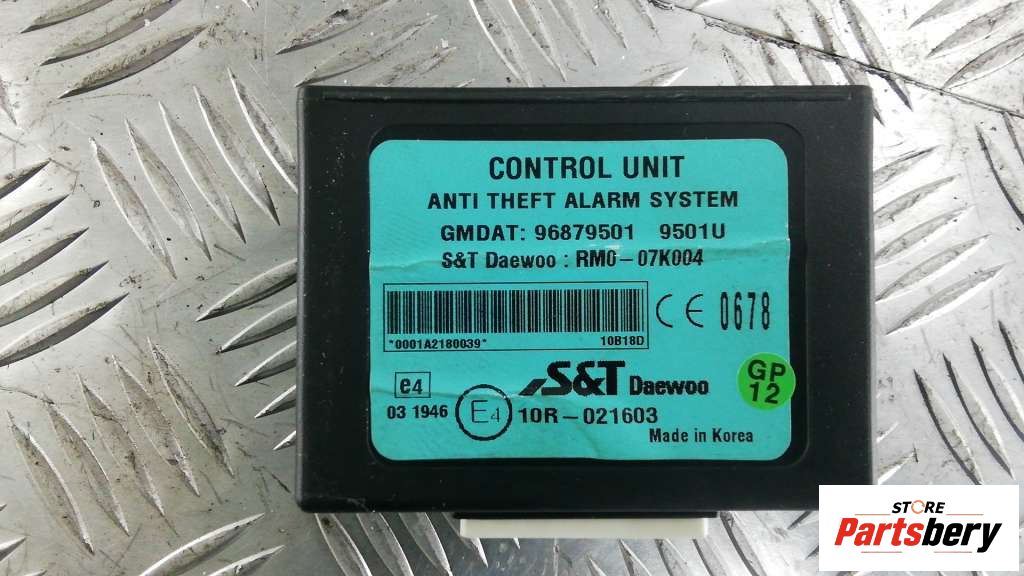 CONTROL UNIT
ANTI THEFT ALARM SYSTEM
GMDAT: 96879501 9501U
S&T Daewoo : RM0-07K004
*0001A2180039* 10B18D
CE 0678
e4
S&T Daewoo
GP
12
03 1946 E4 10R-021603
Made in Korea
STORE
Partsbery